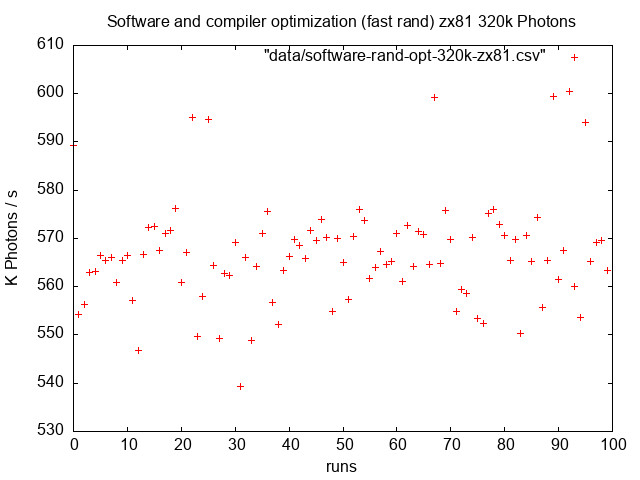 Software and compiler optimization (fast rand) zx81 320k Photons
"data/software-rand-opt-320k-zx81.csv"
610
600
590
580
570
560
550
540
530
K Photons / s
0 10 20 30 40 50 60 70 80 90 100
runs